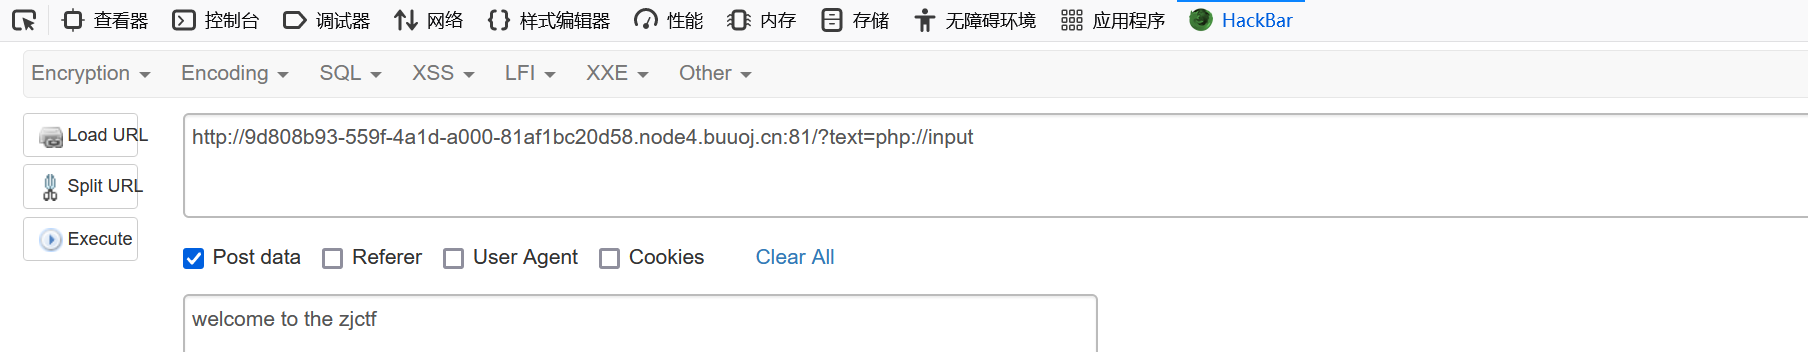 查看器 控制台 调试器 网络 {} 样式编辑器 性能 内存 存储 无障碍环境 应用程序 HackBar
Encryption Encoding SQL XSS LFI XXE Other
Load URL
http://9d808b93-559f-4a1d-a000-81af1bc20d58.node4.buuoj.cn:81/?text=php://input
Split URL
Execute
Post data Referer User Agent Cookies Clear All
welcome to the zjctf